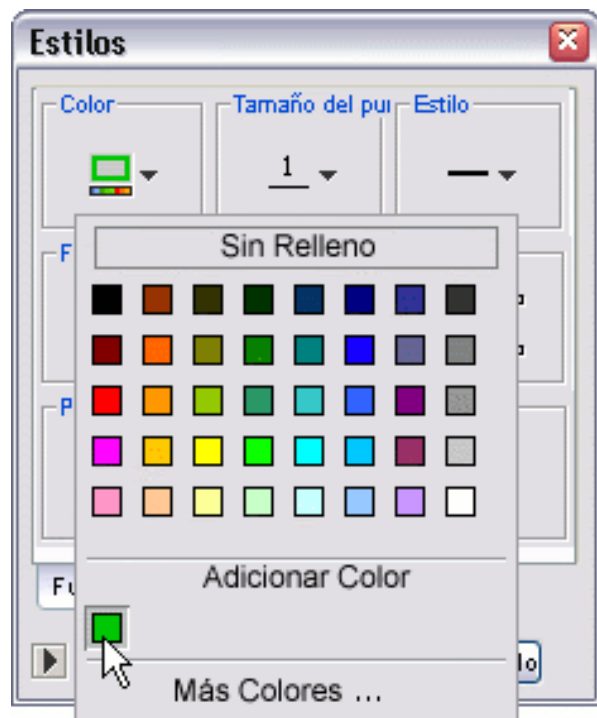 Estilos
Color
Tamaño del pu
Estilo
1
F
Sin Relleno
P
Adicionar Color
Fu
lo
Más Colores ...